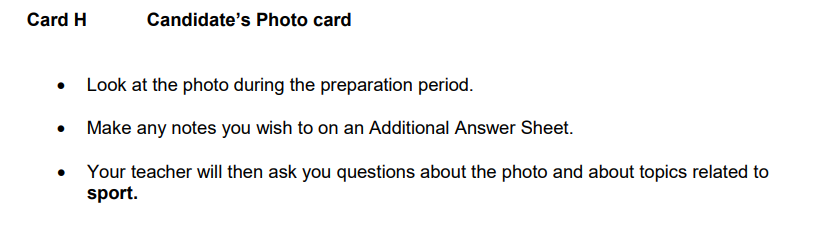 Card H Candidate’s Photo card
• Look at the photo during the preparation period.
• Make any notes you wish to on an Additional Answer Sheet.
• Your teacher will then ask you questions about the photo and about topics related to
sport.